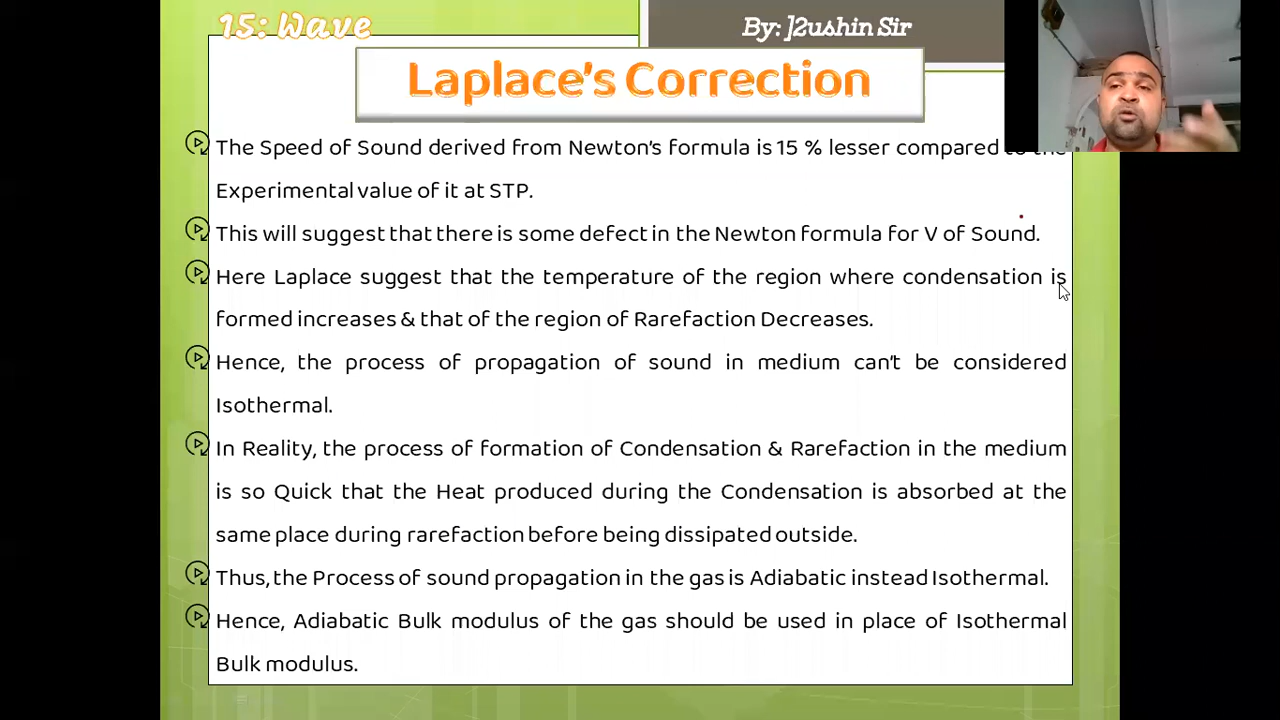 15: Wave
By: J2ushin Sir
Laplace's Correction
The Speed of Sound derived from Newton's formula is 15 % lesser compared to the
Experimental value of it at STP.
This will suggest that there is some defect in the Newton formula for V of Sound.
Here Laplace suggest that the temperature of the region where condensation is
formed increases & that of the region of Rarefaction Decreases.
Hence, the process of propagation of sound in medium can't be considered
Isothermal.
In Reality, the process of formation of Condensation & Rarefaction in the medium
is so Quick that the Heat produced during the Condensation is absorbed at the
same place during rarefaction before being dissipated outside.
Thus, the Process of sound propagation in the gas is Adiabatic instead Isothermal.
Hence, Adiabatic Bulk modulus of the gas should be used in place of Isothermal
Bulk modulus.